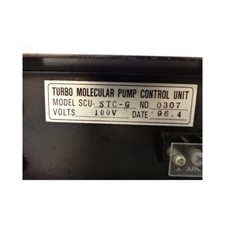 TURBO MOLECULAR PUMP CONTROL UNIT
MODEL SCU-STC-G NO. 0307
VOLTS 100V DATE '96.4